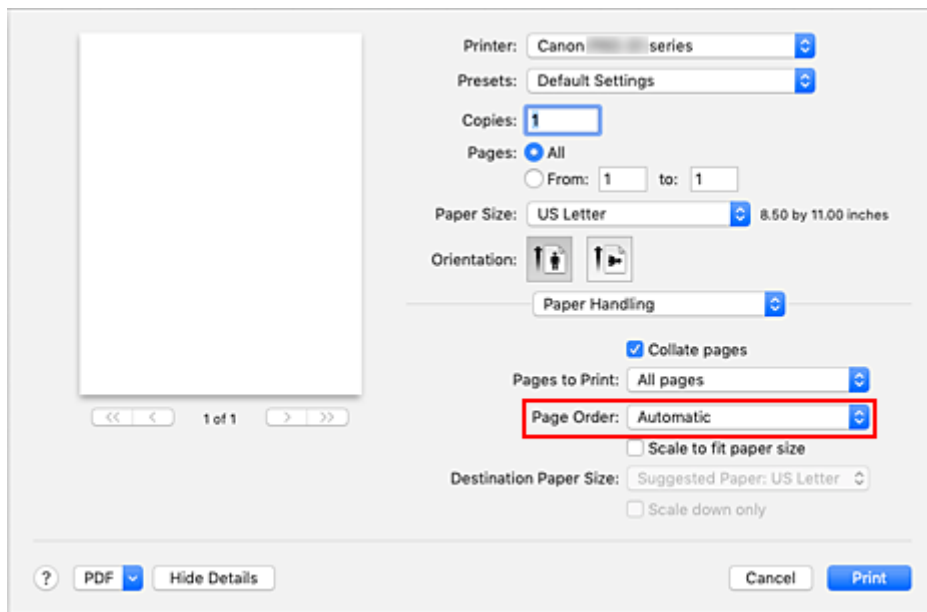 Printer: Canon series
Presets: Default Settings
Copies: 1
Pages: All
From: 1 to: 1
Paper Size: US Letter 8.50 by 11.00 inches
Orientation:
Paper Handling
Collate pages
Pages to Print: All pages
<< < 1 of 1 > >>
Page Order: Automatic
Scale to fit paper size
Destination Paper Size: Suggested Paper: US Letter
Scale down only
? PDF Hide Details Cancel Print